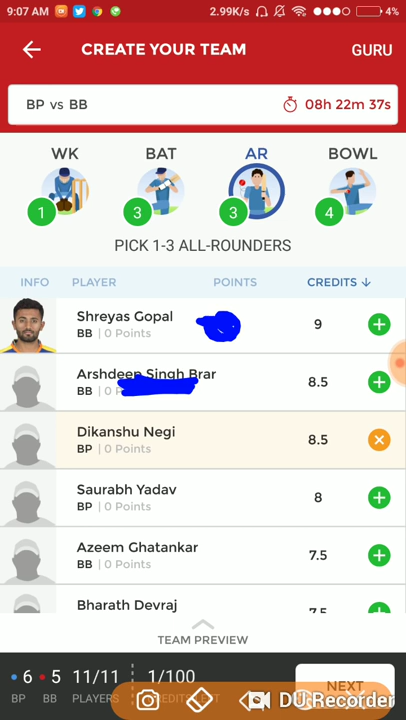 9:07 AM 2.99K/s 4%
CREATE YOUR TEAM GURU
BP vs BB 08h 22m 37s
WK BAT AR BOWL
1 3 3 4
PICK 1-3 ALL-ROUNDERS
INFO PLAYER POINTS CREDITS
Shreyas Gopal
BB | 0 Points 9
Arshdeep Singh Brar
BB | 0 8.5
Dikanshu Negi
BP | 0 Points 8.5
Saurabh Yadav
BP | 0 Points 8
Azeem Ghatankar
BB | 0 Points 7.5
Bharath Devraj 7.5
TEAM PREVIEW
6 5 11/11 1/100 NEXT
BP BB PLAYERS
DU Recorder